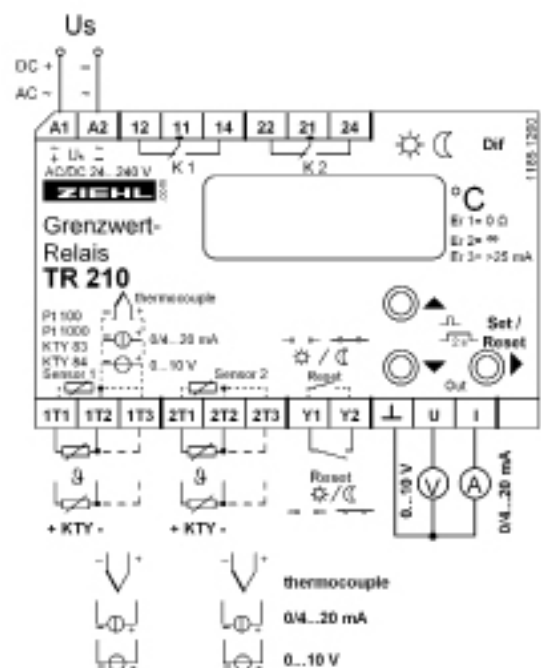 Us
DC + –
AC ~ ~
A1 A2 12 11 14 22 21 24
Us
AC/DC 24...240 V
K 1
K 2
Dif
ZIEHL
.com
°C
Er 1= 0 Ω
Er 2= ∞
Er 3= >25 mA
Grenzwert-
Relais
TR 210
thermocouple
Pt 100
Pt 1000
KTY 83
KTY 84
0/4...20 mA
0...10 V
Sensor 1
Sensor 2
Reset
Set /
Reset
2 s
Out
1T1 1T2 1T3 2T1 2T2 2T3 Y1 Y2 ⊥ U I
ϑ ϑ
Reset
V A
0...10 V
0/4...20 mA
+ KTY - + KTY -
- + - +
thermocouple
0/4...20 mA
0...10 V